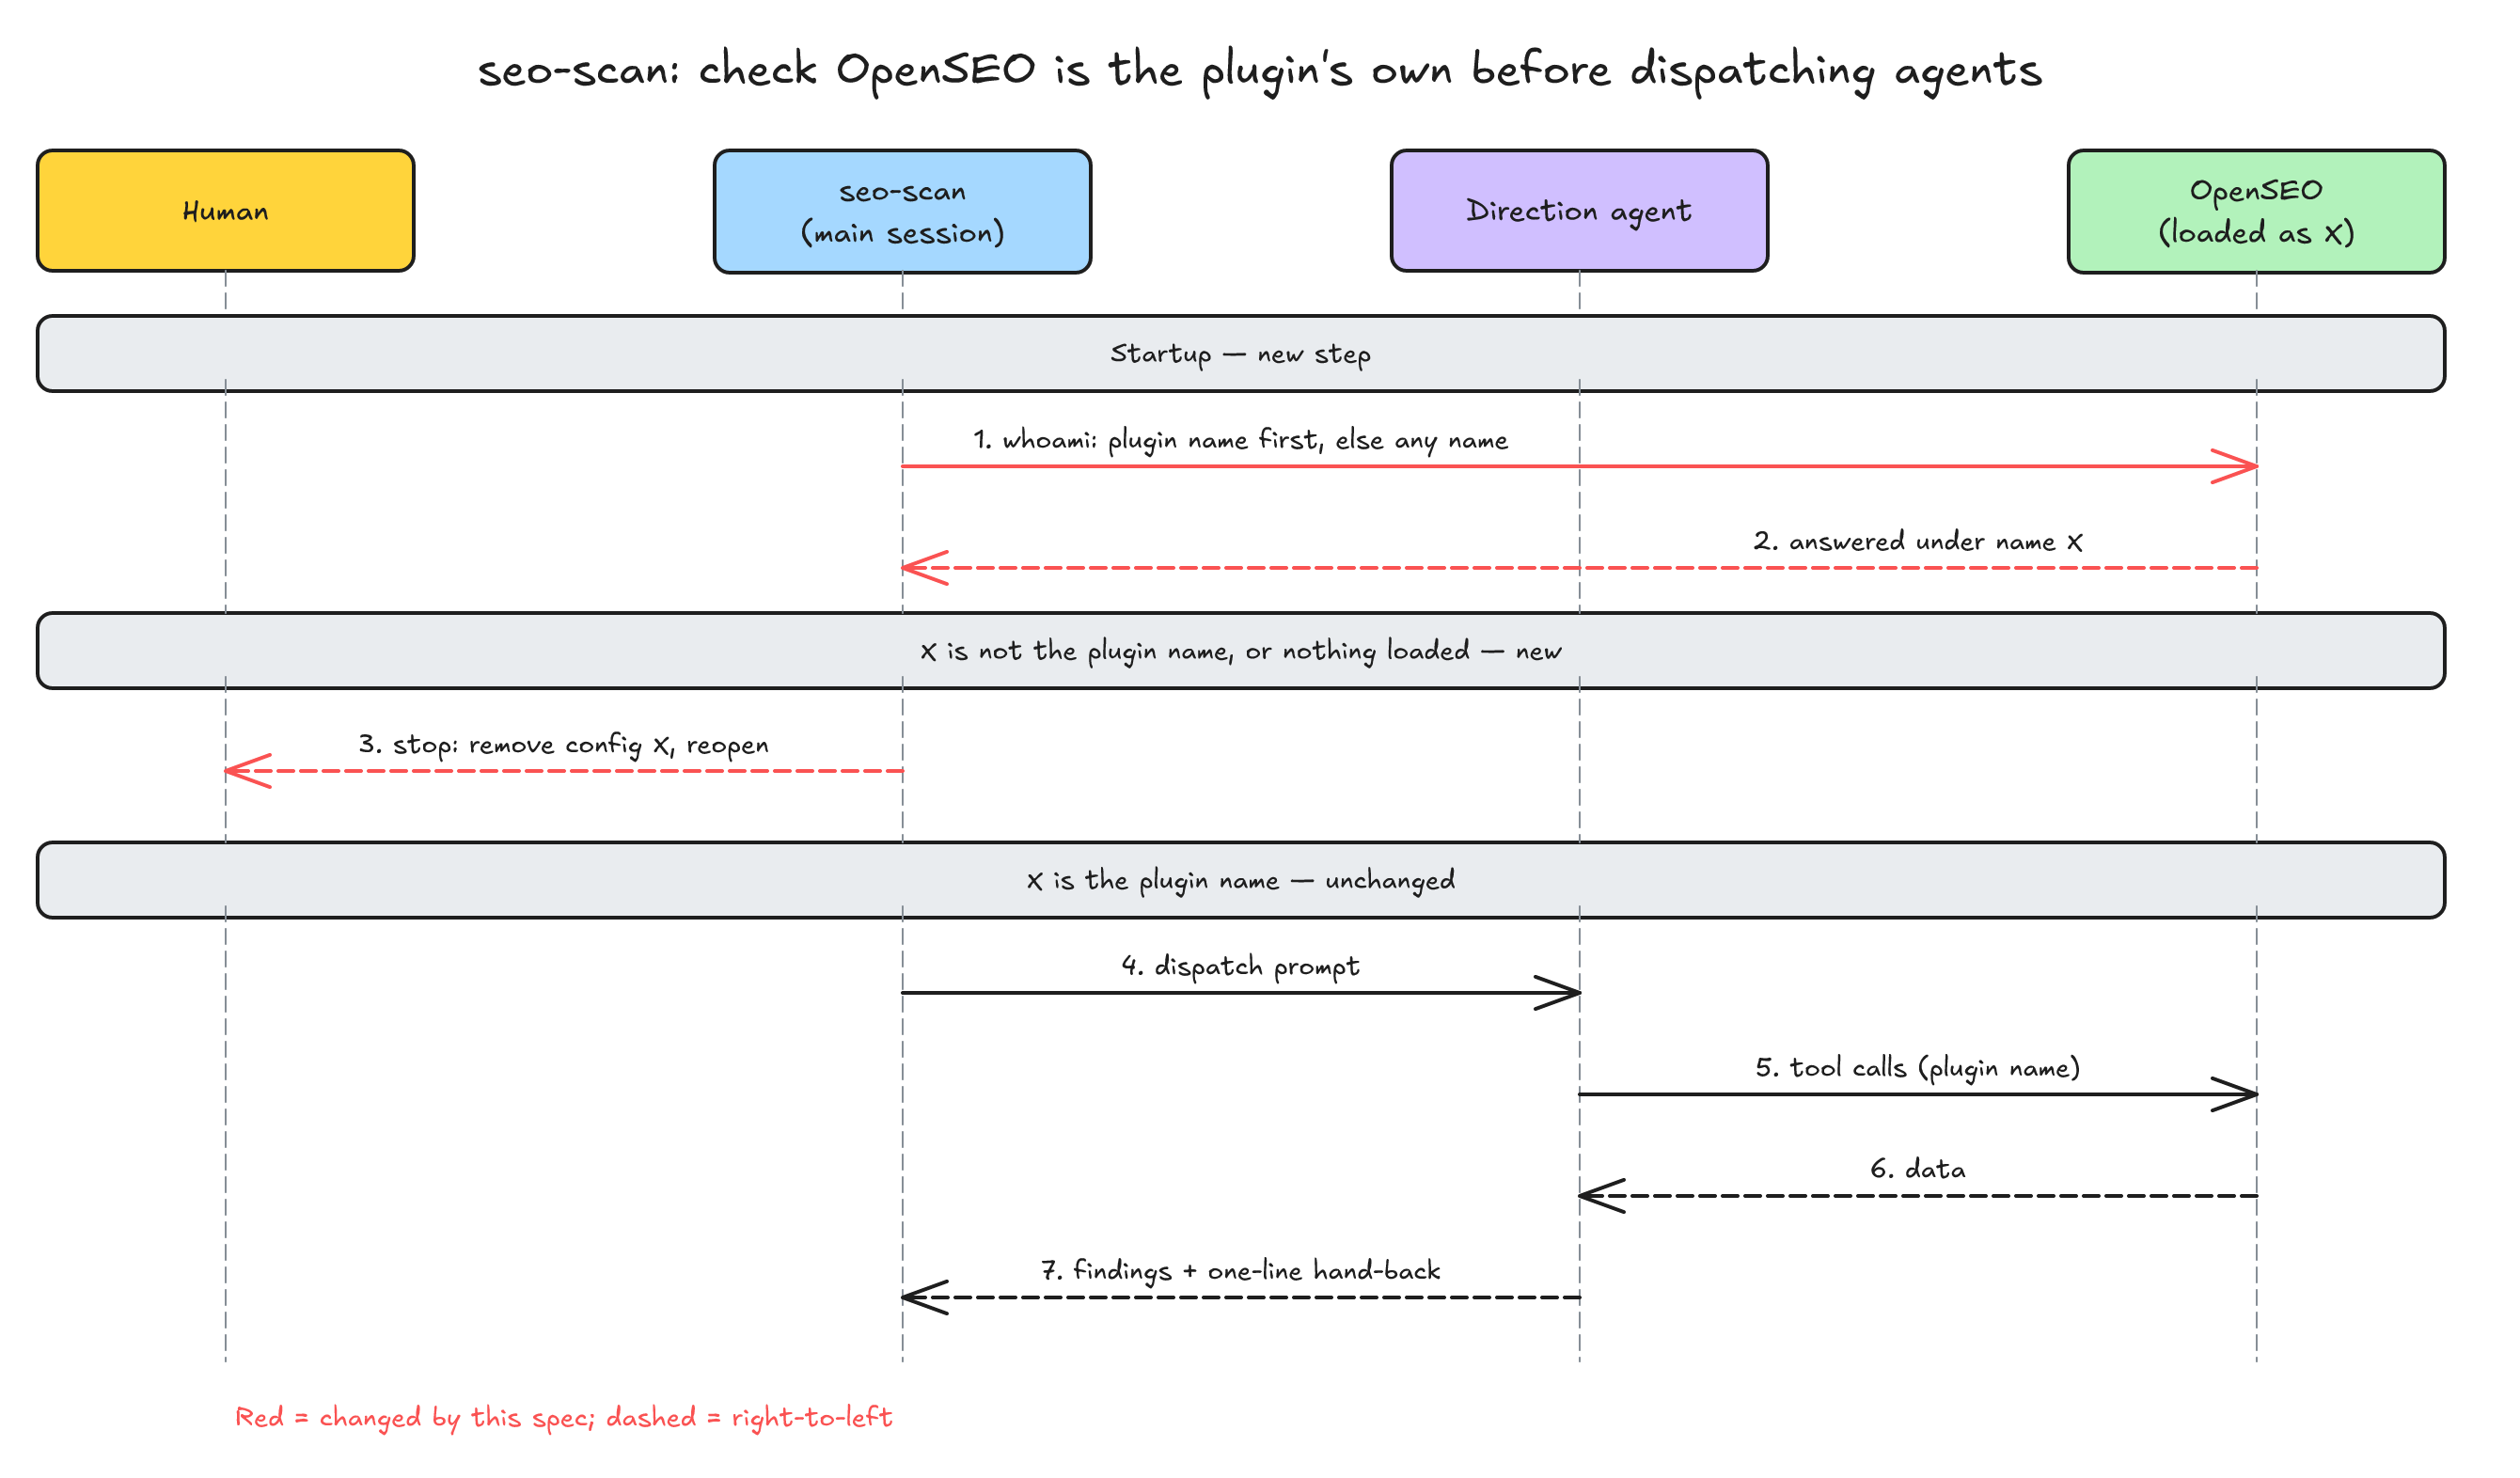 seo-scan: check OpenSEO is the plugin's own before dispatching agents
Human
seo-scan
(main session)
Direction agent
OpenSEO
(loaded as X)
Startup — new step
1. whoami: plugin name first, else any name
2. answered under name X
X is not the plugin name, or nothing loaded — new
3. stop: remove config X, reopen
X is the plugin name — unchanged
4. dispatch prompt
5. tool calls (plugin name)
6. data
7. findings + one-line hand-back
Red = changed by this spec; dashed = right-to-left